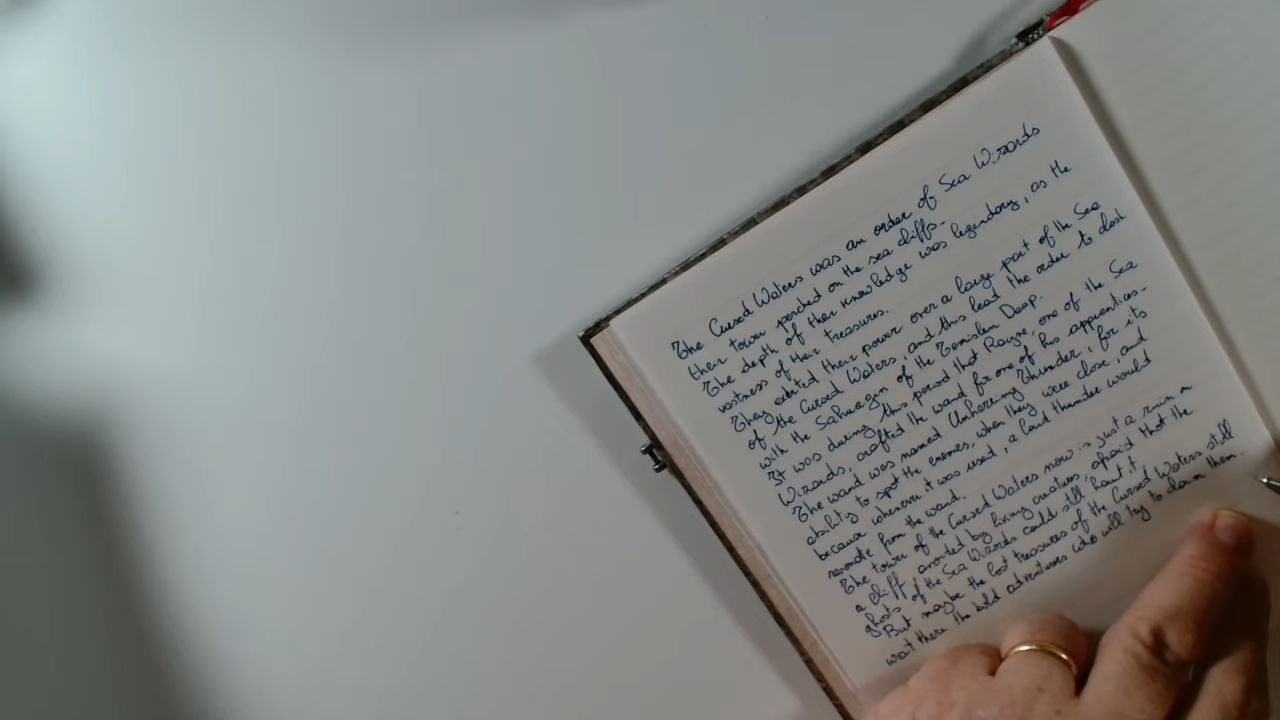 The Cursed Waters was an order of Sea Wizards
their tower perched on the sea cliffs.
The depth of their knowledge was legendary, as the
vastness of their treasures.
They exerted their power over a large part of the Sea
of the Cursed Waters, and this lead the order to clash
with the Sahuagin of the Deep.
It was during this period that Rayne, one of the Sea
Wizards, crafted the wand for one of his apprentices.
The wand was named Unherring Thunder, for its
ability to spot the enemies, when they were close, and
because whenever it was used, a loud thunder would
resonate from the wand.
The tower of the Cursed Waters now is just a ruin on
a cliff avoided by living creatures, afraid that the
ghosts of the Sea Wizards could still haunt it.
But maybe the lost treasures of the Cursed Waters still
wait there the bold adventurers who will try to claim them.